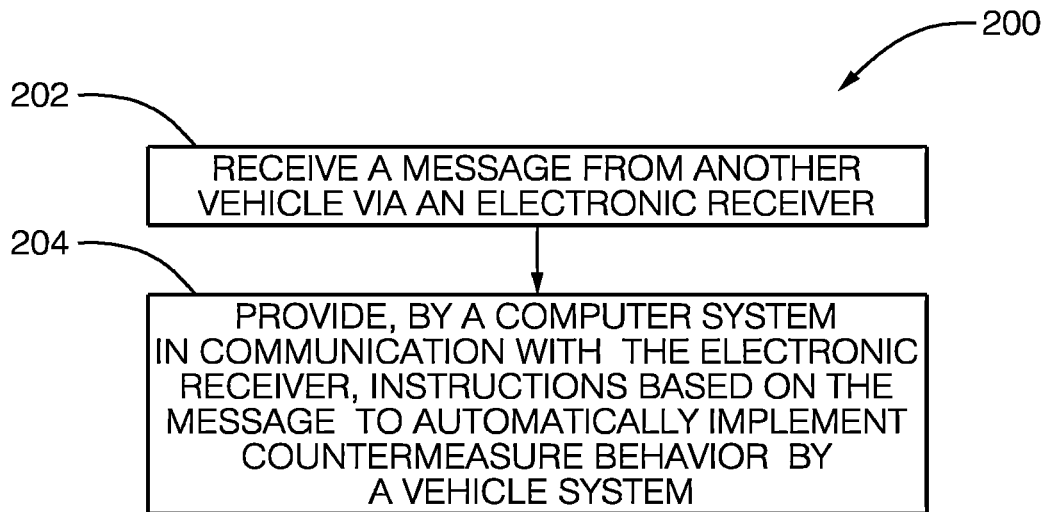 200
202
RECEIVE A MESSAGE FROM ANOTHER
VEHICLE VIA AN ELECTRONIC RECEIVER
204
PROVIDE, BY A COMPUTER SYSTEM
IN COMMUNICATION WITH THE ELECTRONIC
RECEIVER, INSTRUCTIONS BASED ON THE
MESSAGE TO AUTOMATICALLY IMPLEMENT
COUNTERMEASURE BEHAVIOR BY
A VEHICLE SYSTEM